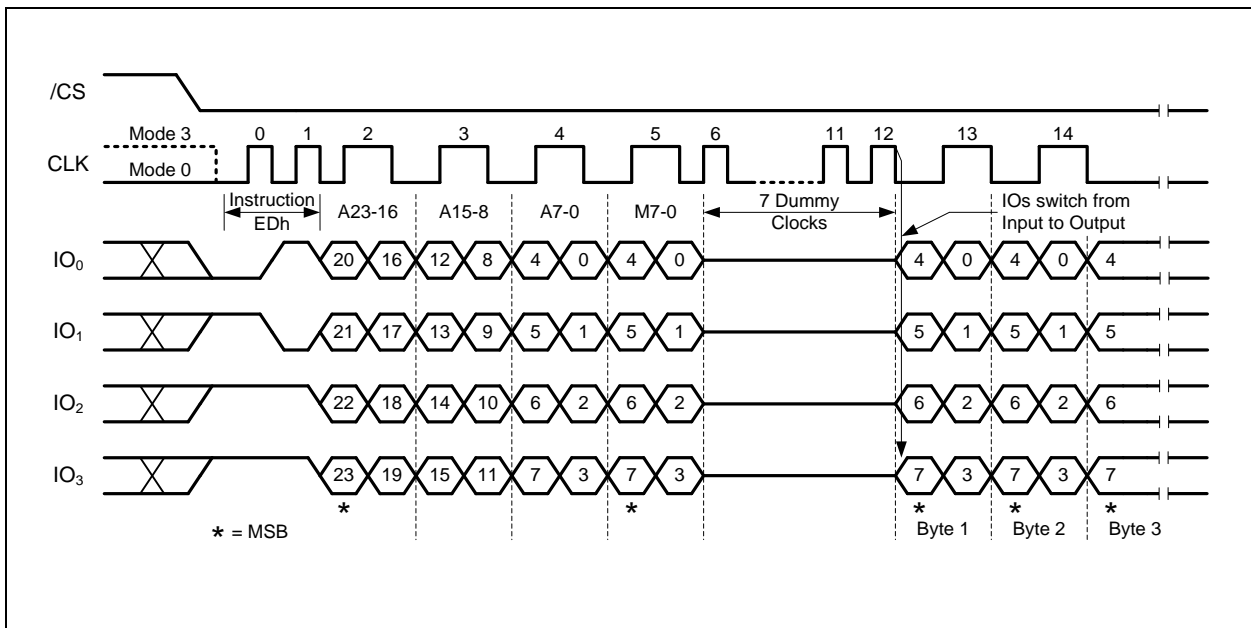 /CS
Mode 3 0 1 2 3 4 5 6 11 12 13 14
CLK
Mode 0
Instruction A23-16 A15-8 A7-0 M7-0 7 Dummy IOs switch from
EDh Clocks Input to Output
IO0 20 16 12 8 4 0 4 0 4 0 4 0 4
IO1 21 17 13 9 5 1 5 1 5 1 5 1 5
IO2 22 18 14 10 6 2 6 2 6 2 6 2 6
IO3 23 19 15 11 7 3 7 3 7 3 7 3 7
* * * * *
* = MSB Byte 1 Byte 2 Byte 3